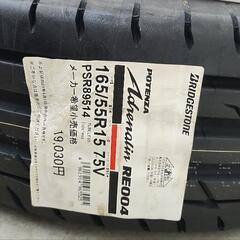 BRIDGESTONE
POTENZA
Adrenalin RE004
165/55R15 75V
PSR89514
メーカー希望小売価格
19,030円